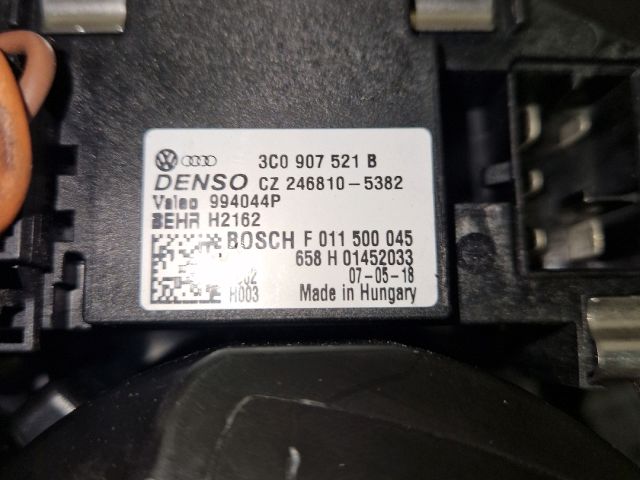 3C0 907 521 B
DENSO CZ 246810-5382
Valeo 994044P
BEHR H2162
BOSCH F 011 500 045
658 H 01452033
07-05-18
H003 Made in Hungary